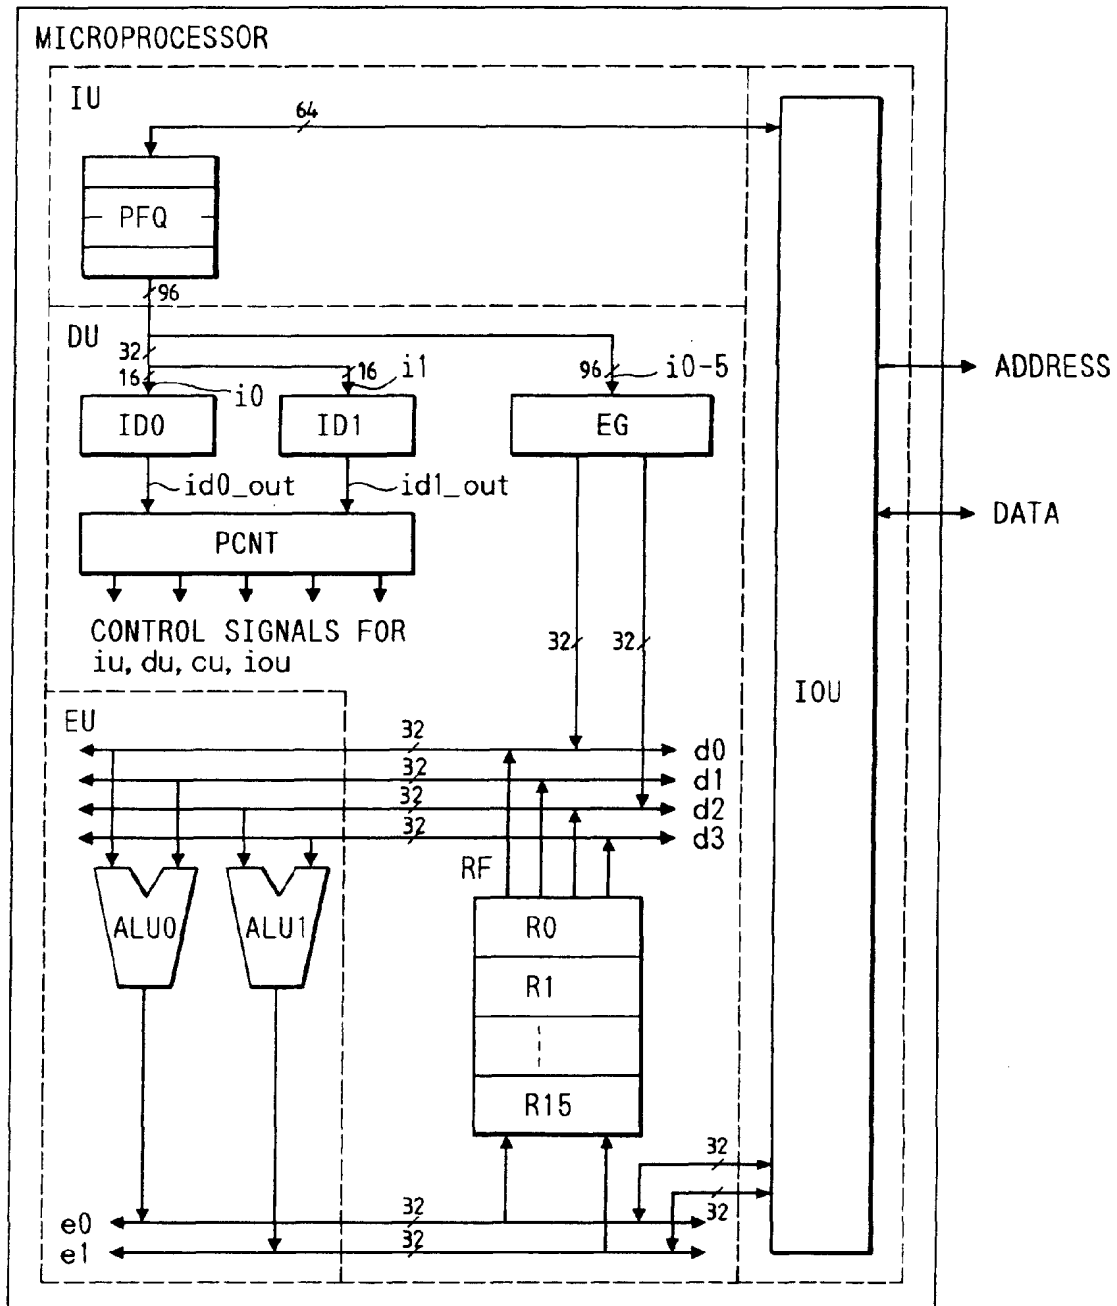 MICROPROCESSOR
IU
64
PFQ
96
DU
32
16
i0
16
i1
96
i0-5
ID0
ID1
EG
id0_out
id1_out
PCNT
CONTROL SIGNALS FOR
iu, du, cu, iou
ADDRESS
DATA
IOU
32
32
EU
32
d0
32
d1
32
d2
32
d3
RF
ALU0
ALU1
R0
R1
R15
32
32
e0
32
e1
32